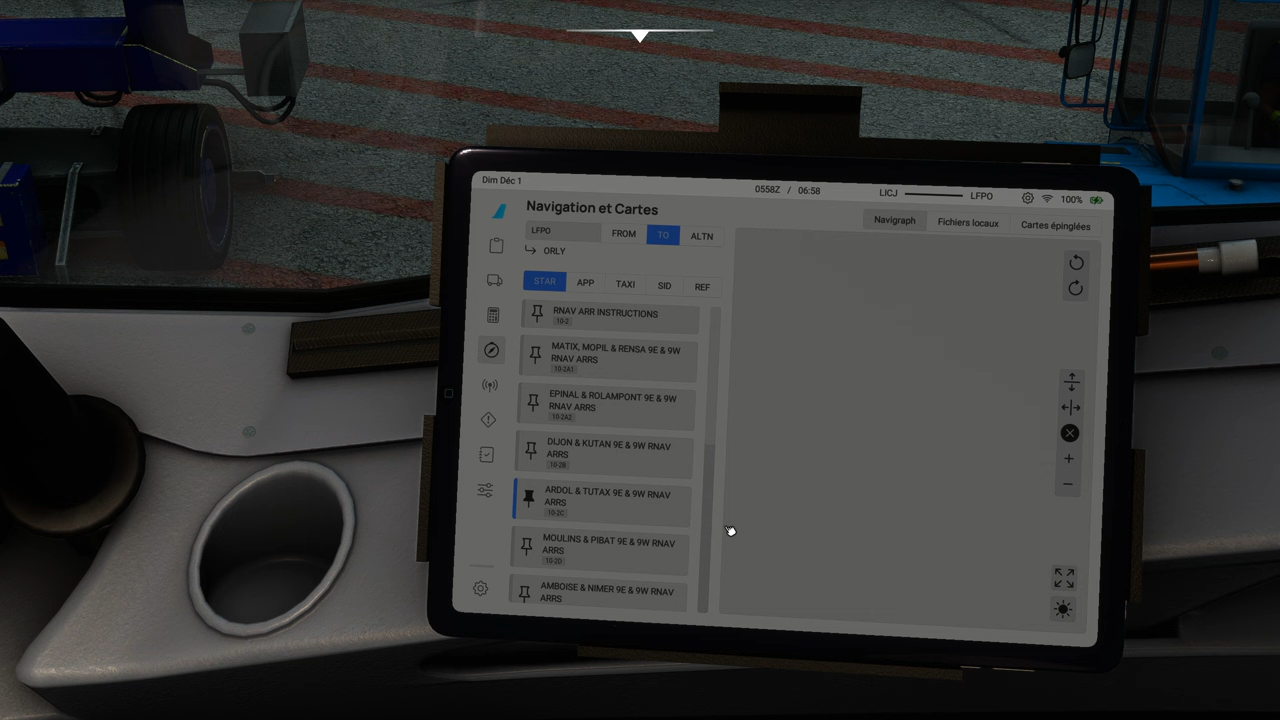 Dim Déc 1
0558Z / 06:58
LICJ LFPO
100%
Navigation et Cartes
Navigraph
Fichiers locaux
Cartes épinglées
LFPO
FROM
TO
ALTN
ORLY
STAR
APP
TAXI
SID
REF
RNAV ARR INSTRUCTIONS
10-2
MATIX, MOPIL & RENSA 9E & 9W
RNAV ARRS
10-2A1
EPINAL & ROLAMPONT 9E & 9W
RNAV ARRS
10-2A2
DIJON & KUTAN 9E & 9W RNAV
ARRS
10-2B
ARDOL & TUTAX 9E & 9W RNAV
ARRS
10-2C
MOULINS & PIBAT 9E & 9W RNAV
ARRS
10-2D
AMBOISE & NIMER 9E & 9W RNAV
ARRS